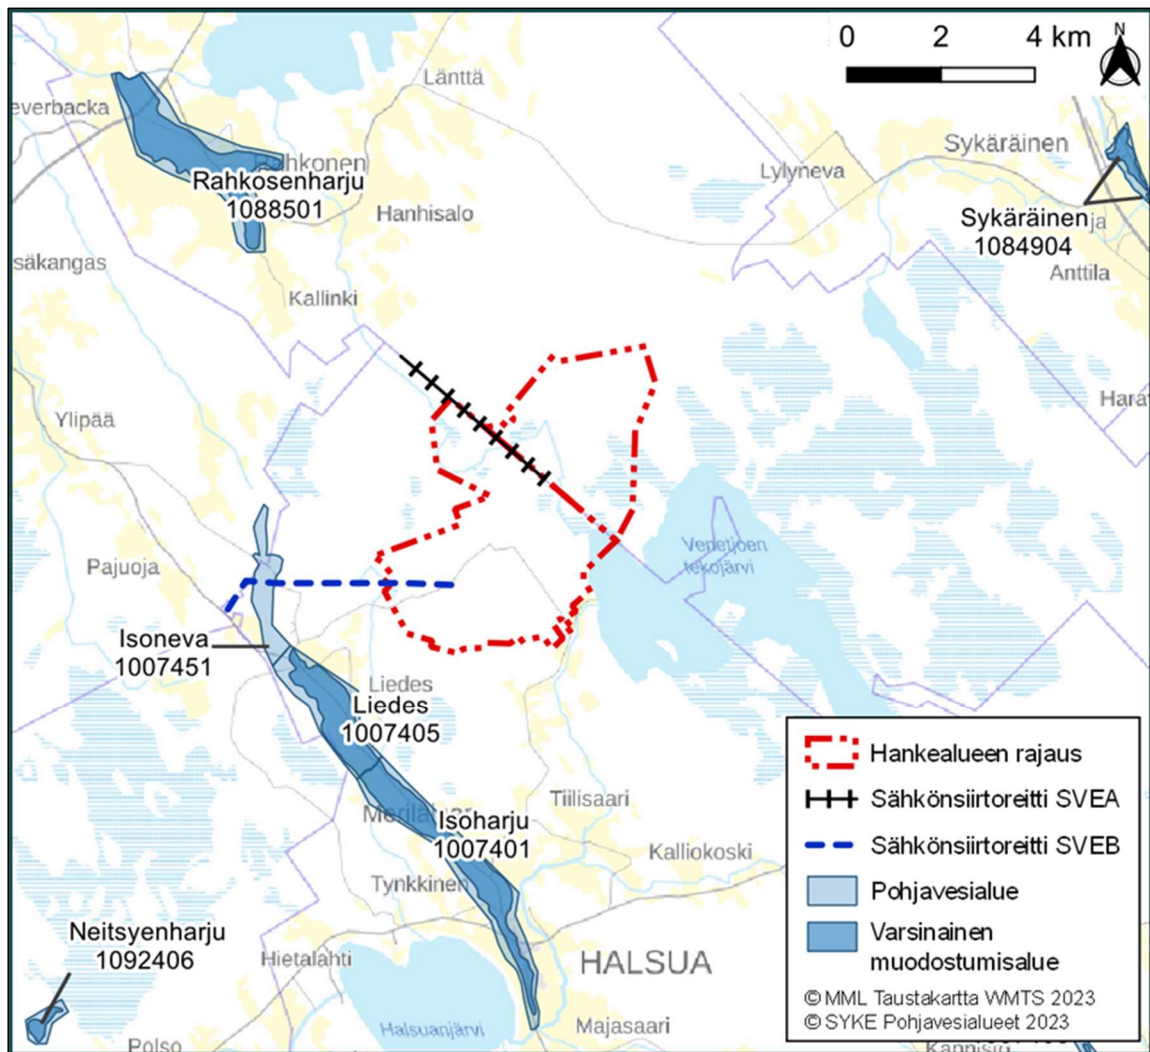 0 2 4 km
N
Länttä
everbacka
Sykäräinen
Lylyneva
Rahkonen
Rahkosenharju
1088501
Hanhisalo
Sykäräinen
1084904
ja
Anttila
säkangas
Kallinki
Ylipää
Pajuoja
Venetjoen
tekojärvi
Isoneva
1007451
Liedes
Liedes
1007405
Tiilisaari
Isoharju
1007401
Kalliokoski
Tynkkinen
Neitsyenharju
1092406
Hietalahti
HALSUA
Halsuanjärvi
Majasaari
Polso
Hankealueen rajaus
Sähkönsiirtoreitti SVEA
Sähkönsiirtoreitti SVEB
Pohjavesialue
Varsinainen
muodostumisalue
© MML Taustakartta WMTS 2023
© SYKE Pohjavesialueet 2023